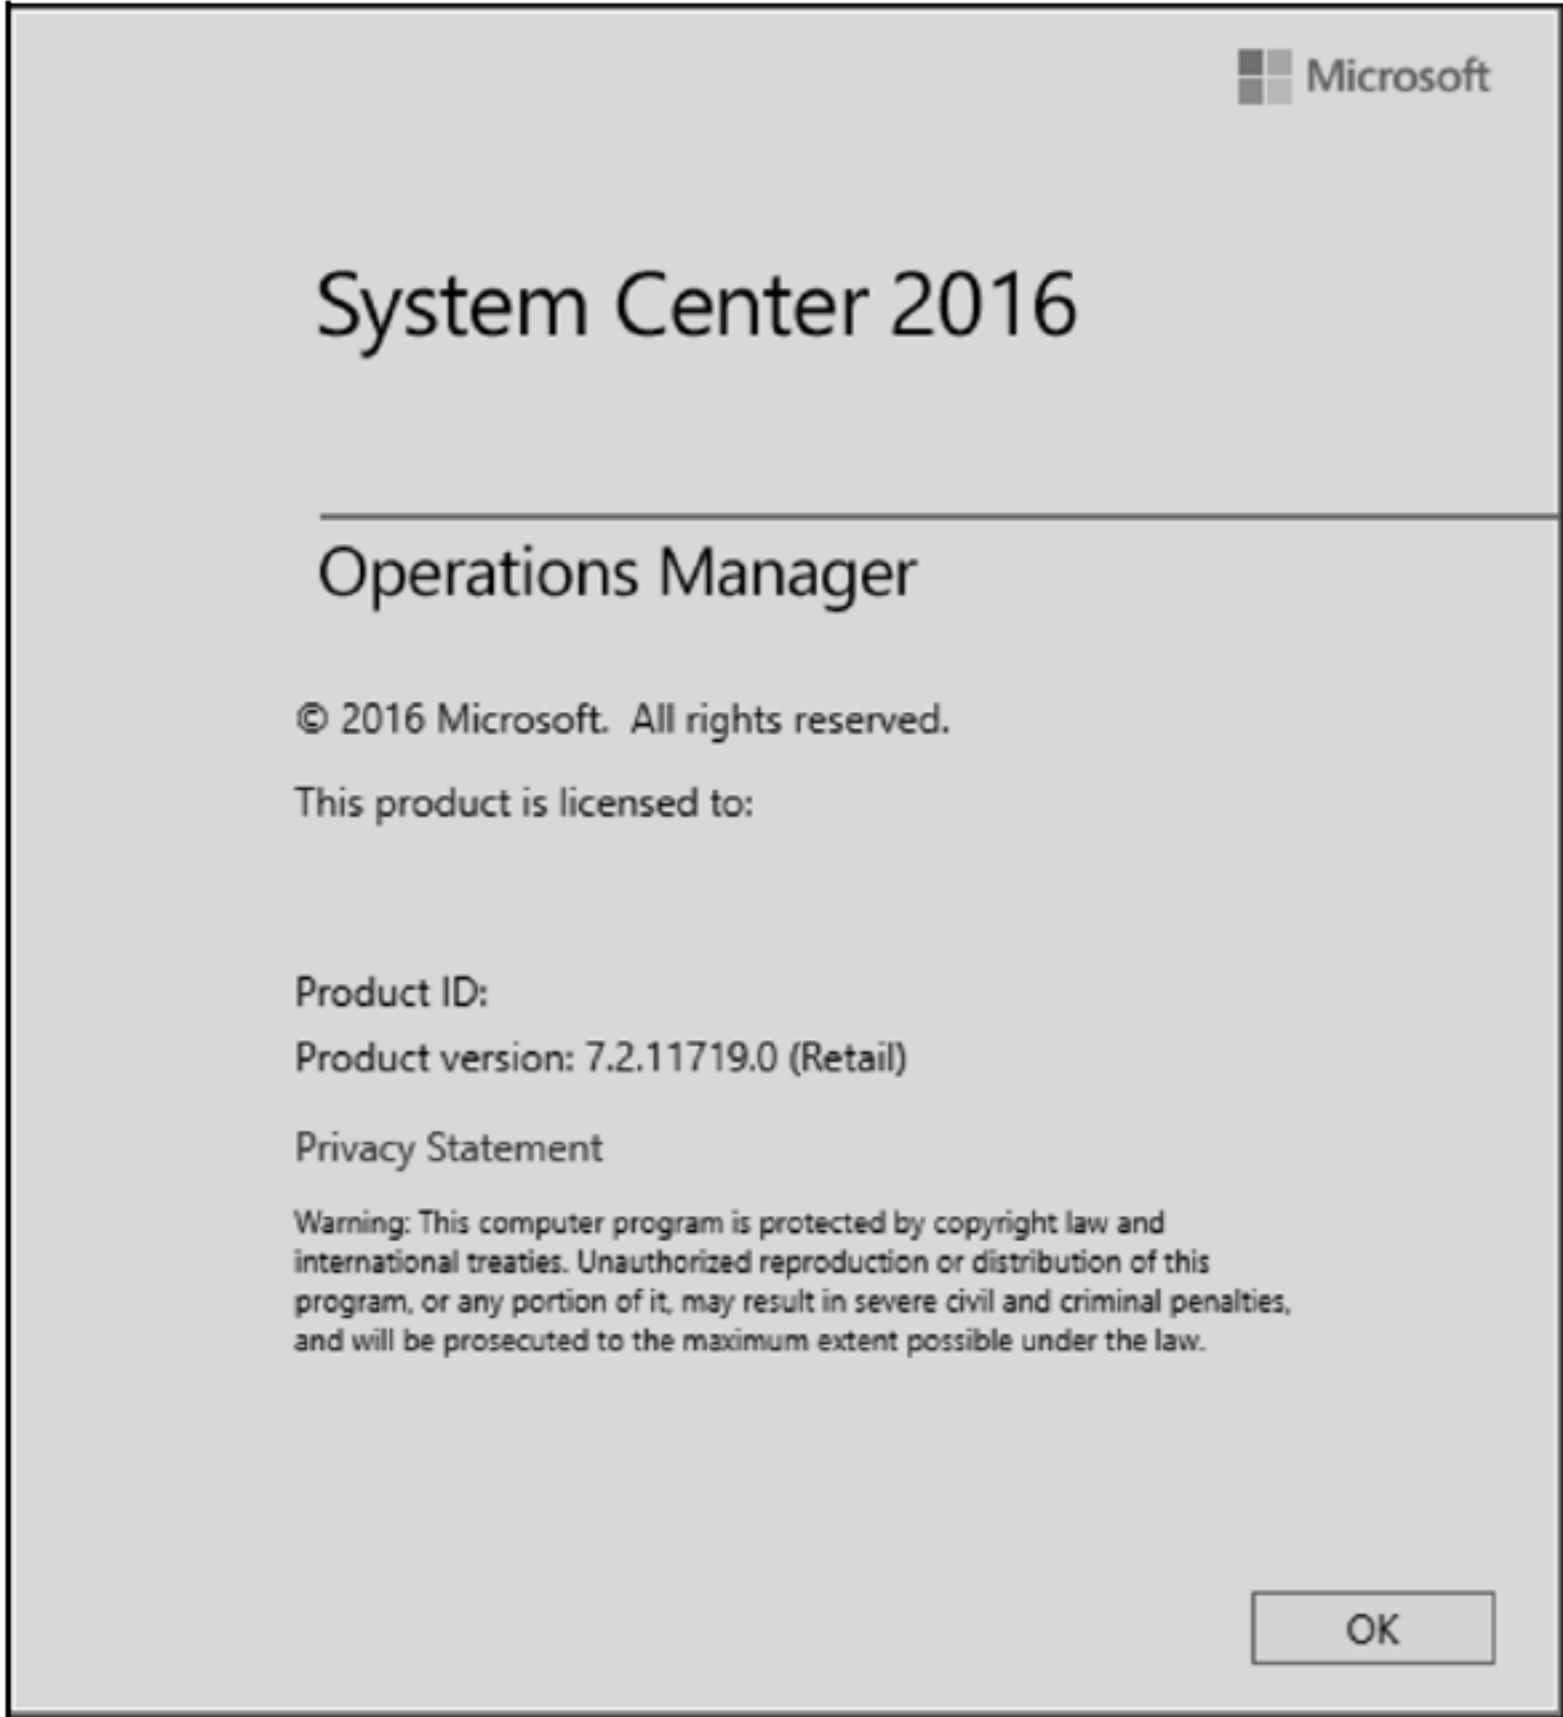 Microsoft
System Center 2016
Operations Manager
© 2016 Microsoft.  All rights reserved.
This product is licensed to:
Product ID:
Product version: 7.2.11719.0 (Retail)
Privacy Statement
Warning: This computer program is protected by copyright law and
international treaties. Unauthorized reproduction or distribution of this
program, or any portion of it, may result in severe civil and criminal penalties,
and will be prosecuted to the maximum extent possible under the law.
OK